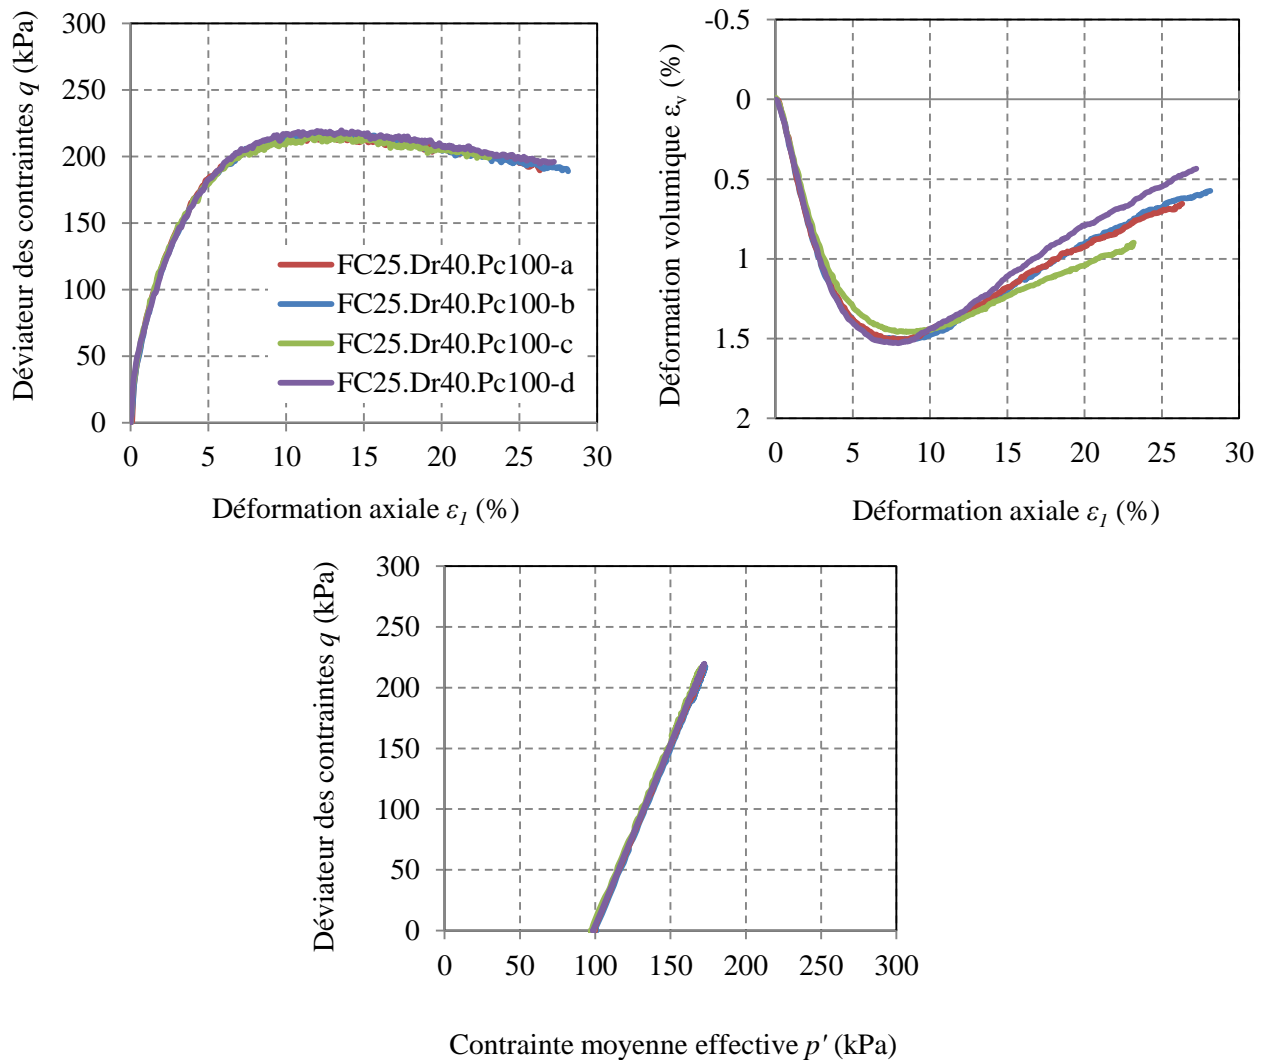 Déviateur des contraintes q (kPa)
300
250
200
150
100
50
0
FC25.Dr40.Pc100-a
FC25.Dr40.Pc100-b
FC25.Dr40.Pc100-c
FC25.Dr40.Pc100-d
0 5 10 15 20 25 30
Déformation axiale ε1 (%)
Déformation volumique εv (%)
-0.5
0
0.5
1
1.5
2
0 5 10 15 20 25 30
Déformation axiale ε1 (%)
Déviateur des contraintes q (kPa)
300
250
200
150
100
50
0
0 50 100 150 200 250 300
Contrainte moyenne effective p' (kPa)